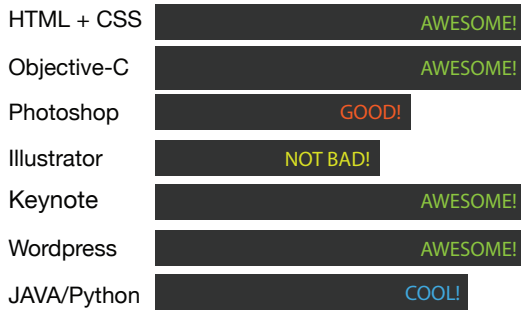 HTML + CSS AWESOME!
Objective-C AWESOME!
Photoshop GOOD!
Illustrator NOT BAD!
Keynote AWESOME!
Wordpress AWESOME!
JAVA/Python COOL!